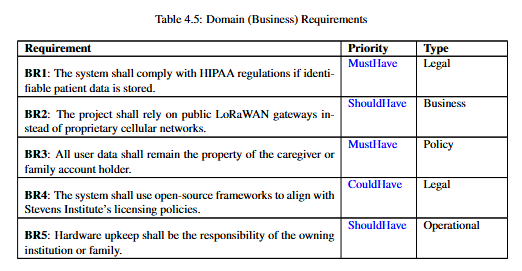 Table 4.5: Domain (Business) Requirements
Requirement Priority Type
BR1: The system shall comply with HIPAA regulations if identi-
fiable patient data is stored.
MustHave Legal
BR2: The project shall rely on public LoRaWAN gateways in-
stead of proprietary cellular networks.
ShouldHave Business
BR3: All user data shall remain the property of the caregiver or
family account holder.
MustHave Policy
BR4: The system shall use open-source frameworks to align with
Stevens Institute's licensing policies.
CouldHave Legal
BR5: Hardware upkeep shall be the responsibility of the owning
institution or family.
ShouldHave Operational